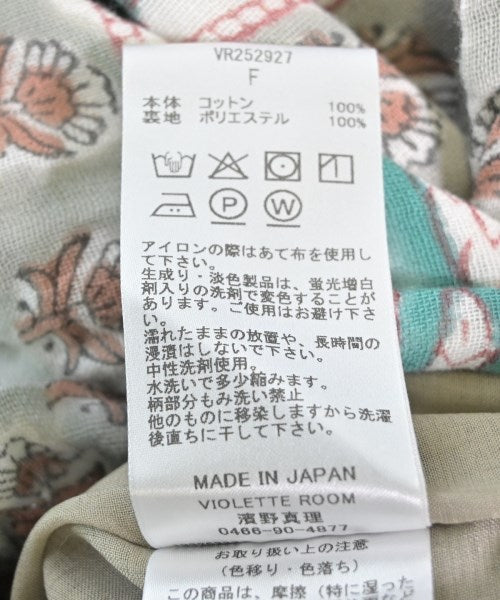 VR252927
F
本体 コットン 100%
裏地 ポリエステル 100%
P W
アイロンの際はあて布を使用し
て下さい。
生成り・淡色製品は、蛍光増白
剤入りの洗剤で変色することが
あります。ご使用はお避け下さ
い。
濡れたままの放置や、長時間の
浸漬はしないで下さい。
中性洗剤使用。
水洗いで多少縮みます。
柄部分もみ洗い禁止
他のものに移染しますから洗濯
後直ちに干して下さい。
MADE IN JAPAN
VIOLETTE ROOM
濱野真理
0466-90-4877
お取り扱い上の注意
(色移り・色落ち)
この商品は、摩擦(特に湿った